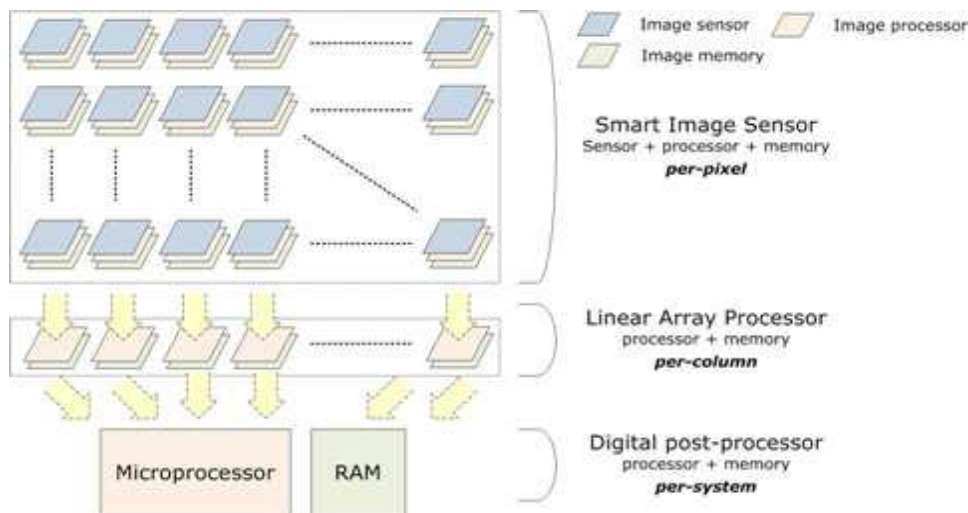 Image sensor
Image processor
Image memory
Smart Image Sensor
Sensor + processor + memory
per-pixel
Linear Array Processor
processor + memory
per-column
Digital post-processor
processor + memory
per-system
Microprocessor
RAM